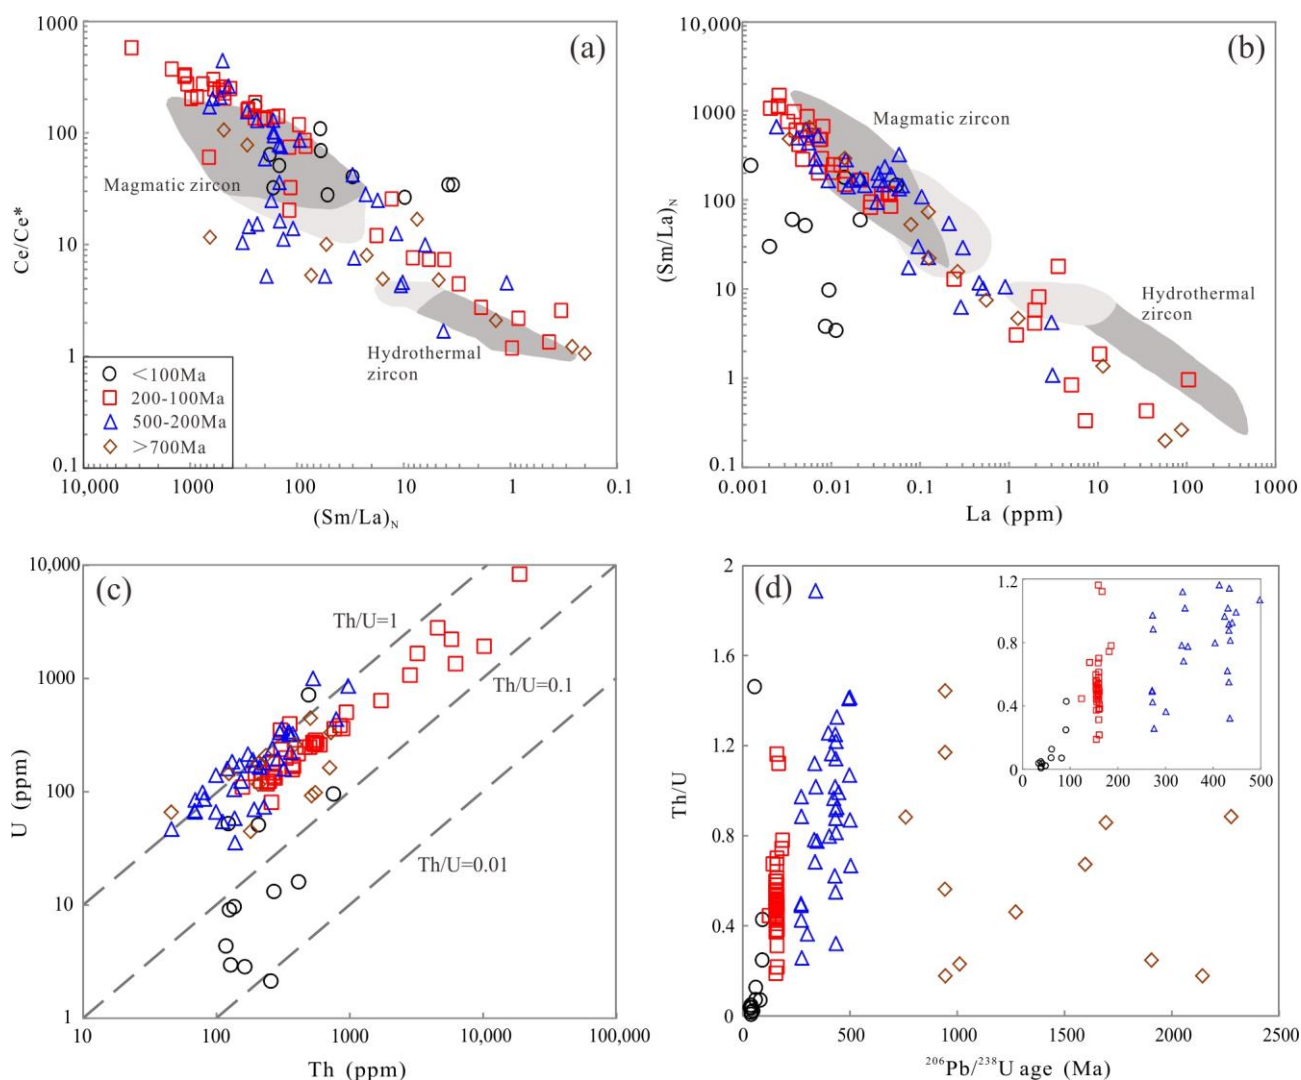 (a)
1000
100
10
1
0.1
Ce/Ce*
Magmatic zircon
Hydrothermal
zircon
<100Ma
200-100Ma
500-200Ma
>700Ma
10,000
1000
100
10
1
0.1
(Sm/La)N
(b)
10,000
1000
100
10
1
0.1
(Sm/La)N
Magmatic zircon
Hydrothermal
zircon
0.001
0.01
0.1
1
10
100
1000
La (ppm)
(c)
10,000
1000
100
10
1
U (ppm)
Th/U=1
Th/U=0.1
Th/U=0.01
10
100
1000
10,000
100,000
Th (ppm)
(d)
2
1.6
1.2
0.8
0.4
0
Th/U
1.2
0.8
0.4
0
0
100
200
300
400
500
0
500
1000
1500
2000
2500
206Pb/238U age (Ma)